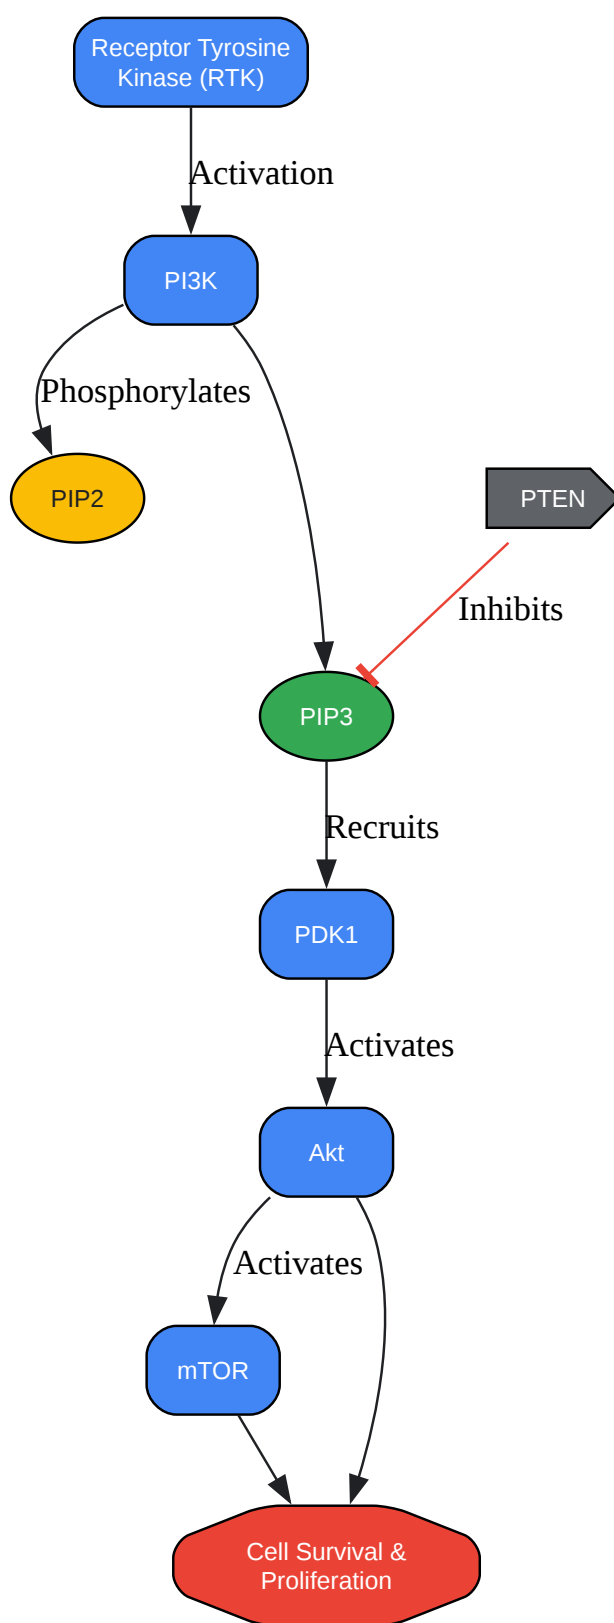 Receptor Tyrosine
Kinase (RTK)
Activation
PI3K
Phosphorylates
PIP2
PTEN
Inhibits
PIP3
Recruits
PDK1
Activates
Akt
Activates
mTOR
Cell Survival &
Proliferation